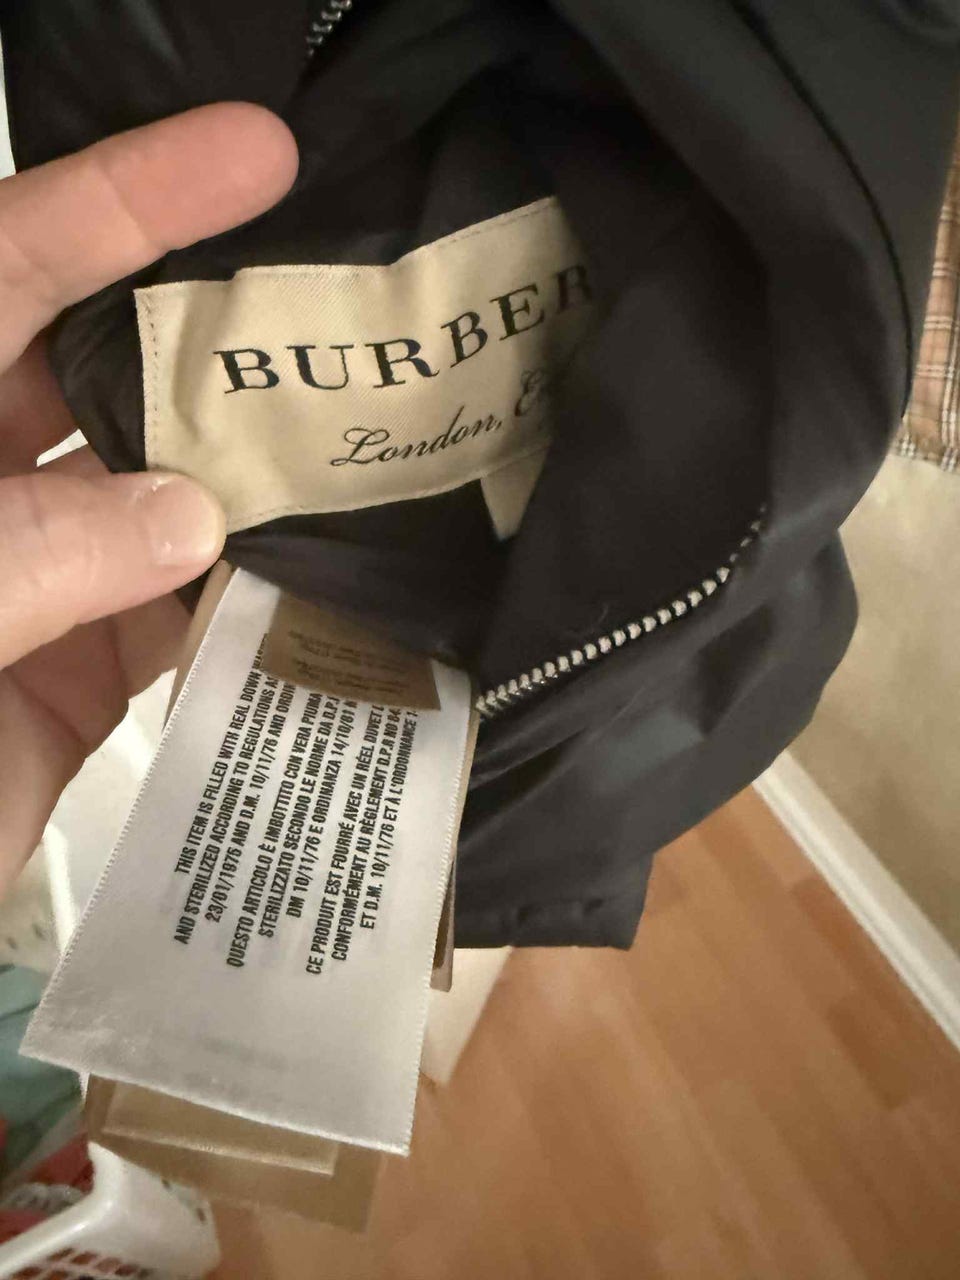 BURBER
London, E
THIS ITEM IS FILLED WITH REAL DOWN
AND STERILIZED ACCORDING TO REGULATIONS
23/01/1975 AND D.M. 10/11/76 AND
QUESTO ARTICOLO È IMBOTTITO CON VERA PIUMA
STERILIZZATO SECONDO LE NORME DA D.P.
DM 10/11/76 E ORDINANZA 14/10/81
CE PRODUIT EST FOURRÉ AVEC UN RÉEL DUVET
CONFORMÉMENT AU RÈGLEMENT D.P.R NO
ET D.M. 10/11/76 ET À L'ORDONNANCE